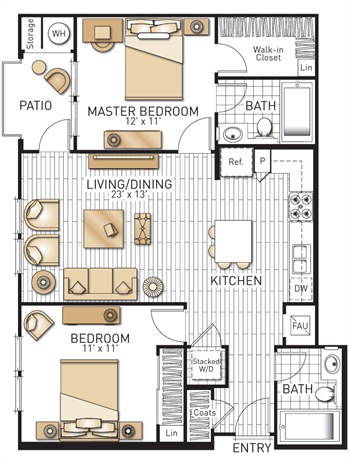 Storage
WH
Walk-in
Closet
Lin
PATIO
MASTER BEDROOM
12' x 11'
BATH
Ref.
P
LIVING/DINING
23' x 13'
KITCHEN
DW
FAU
BEDROOM
11' x 11'
Stacked
W/D
BATH
Coats
Lin
ENTRY